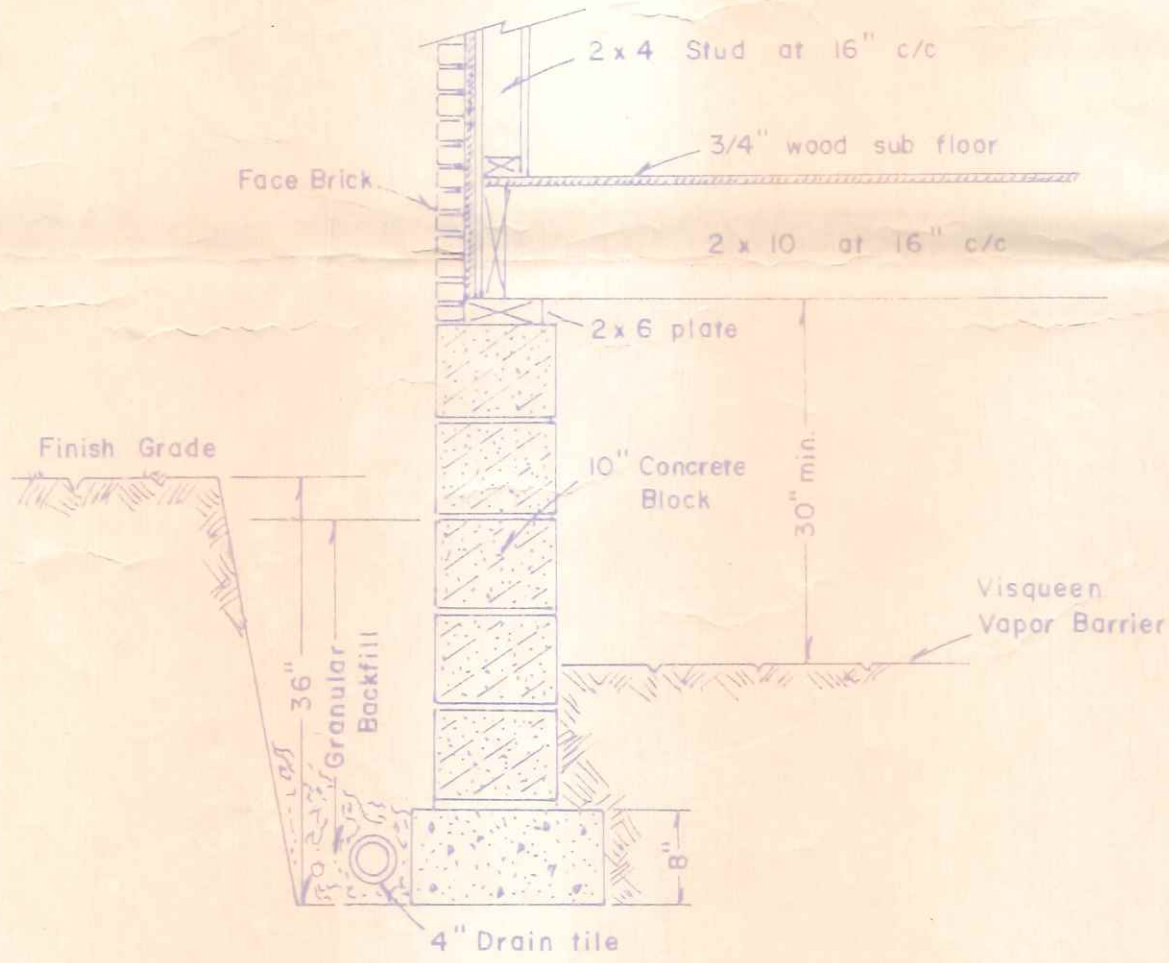 2 x 4 Stud at 16" c/c
3/4" wood sub floor
Face Brick
2 x 10 at 16" c/c
2 x 6 plate
Finish Grade
10" Concrete
Block
30" min.
Visqueen
Vapor Barrier
36"
Granular
Backfill
8"
4" Drain tile